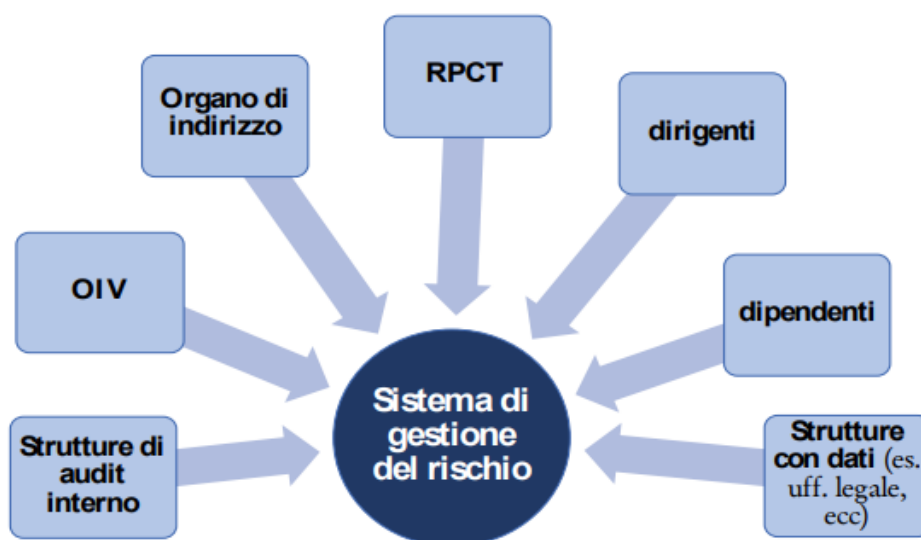 RPCT
Organo di
indirizzo
dirigenti
OIV
dipendenti
Sistema di
gestione
del rischio
Strutture di
audit
interno
Strutture
con dati (es.
uff. legale,
ecc)